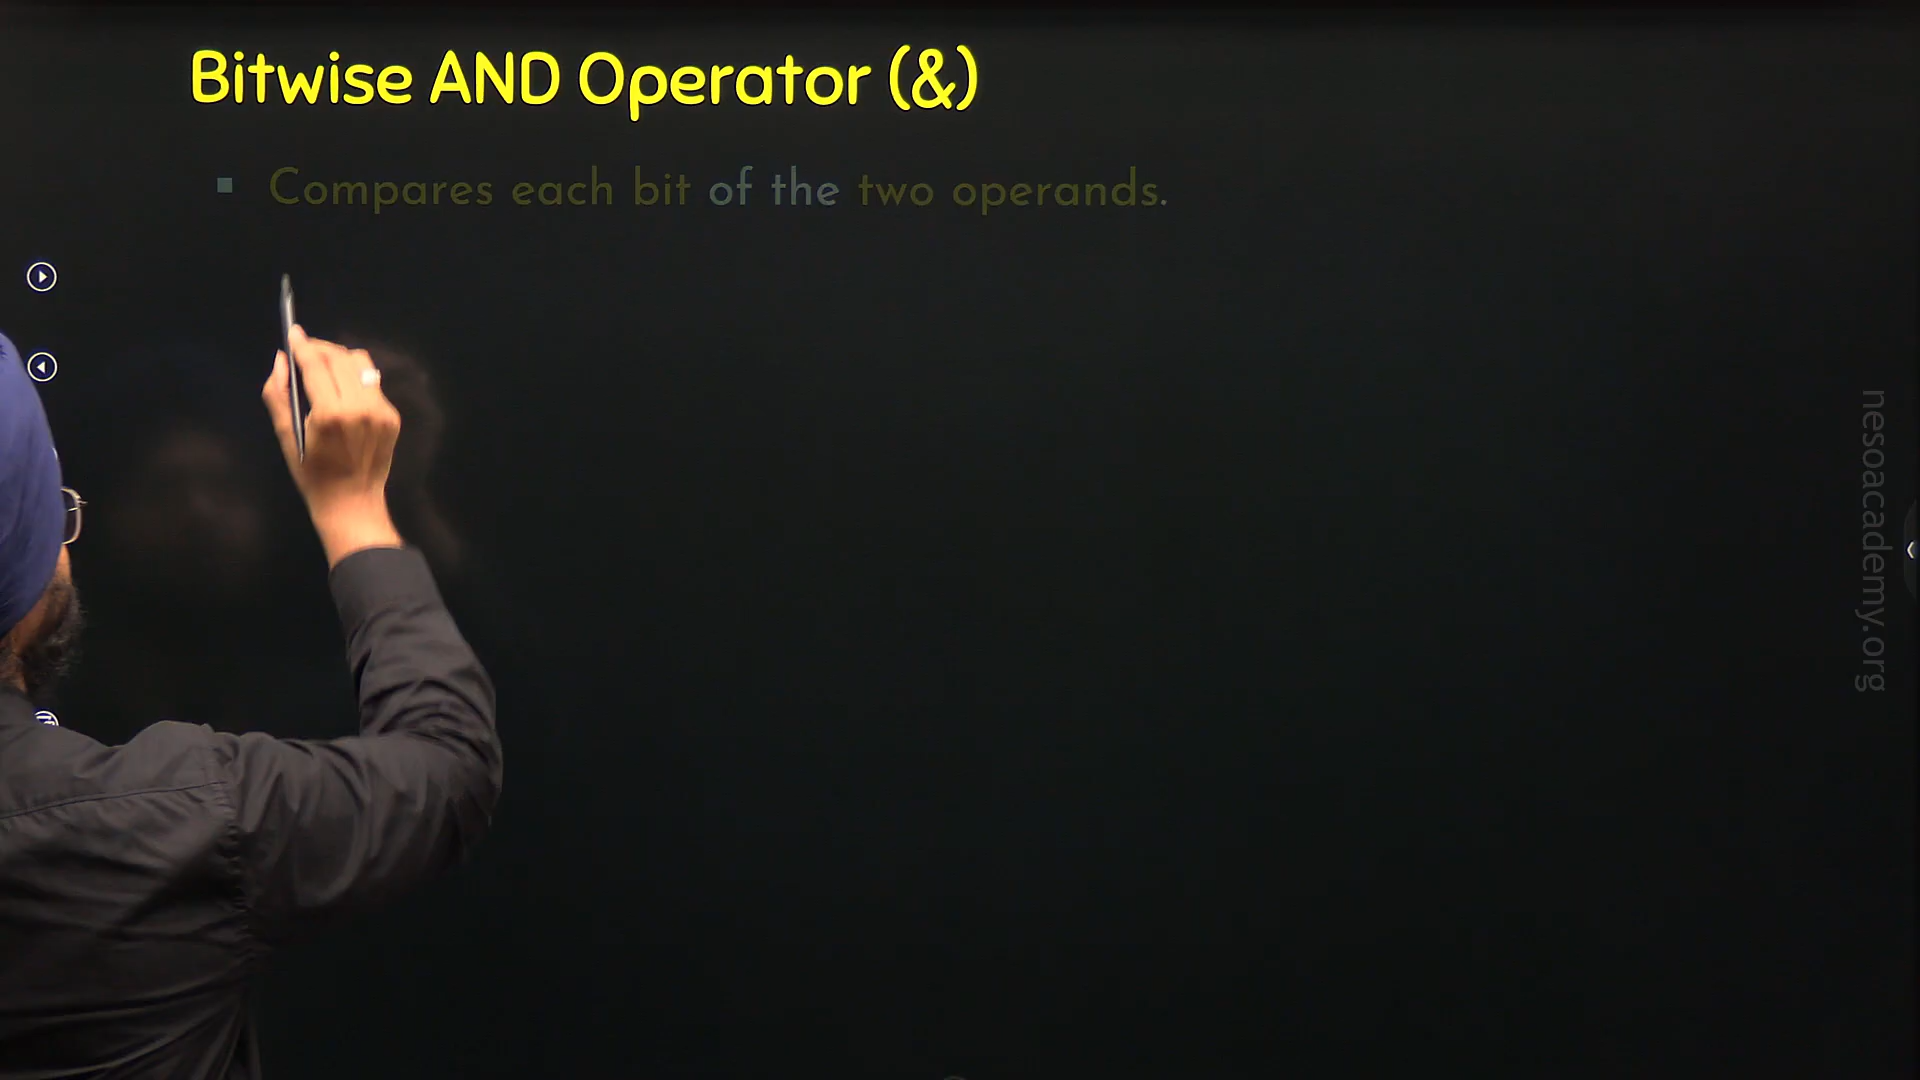 Bitwise AND Operator (&)
▪ Compares each bit of the two operands.
nesoacademy.org